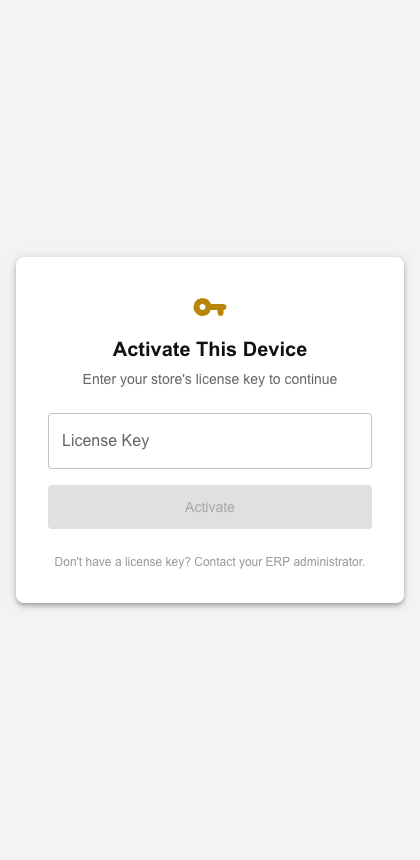 Activate This Device
Enter your store's license key to continue
License Key
Activate
Don't have a license key? Contact your ERP administrator.